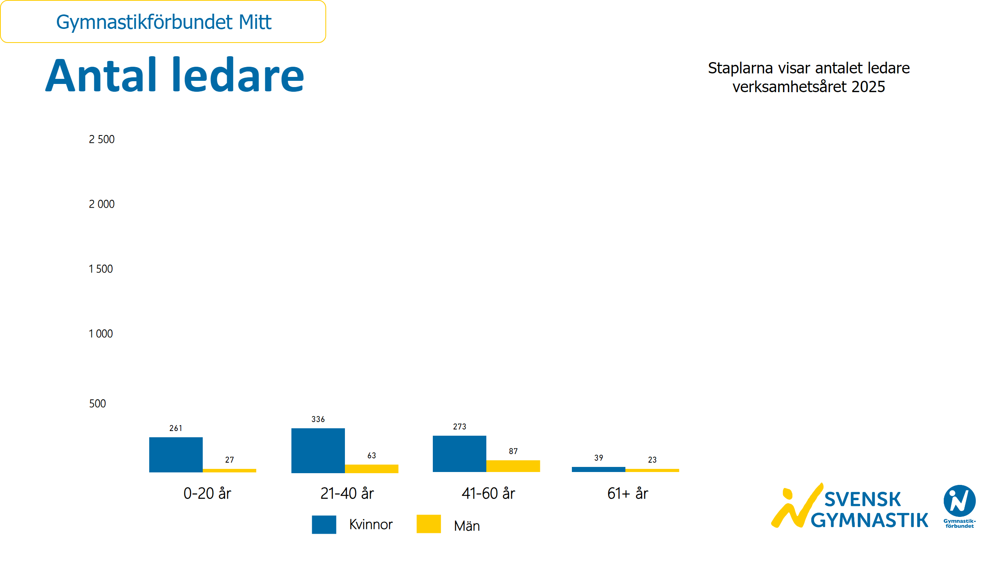 Gymnastikförbundet Mitt
Antal ledare
Staplarna visar antalet ledare
verksamhetsåret 2025
2 500
2 000
1 500
1 000
500
261
27
336
63
273
87
39
23
0-20 år
21-40 år
41-60 år
61+ år
Kvinnor
Män
SVENSK
GYMNASTIK
Gymnastik-
förbundet